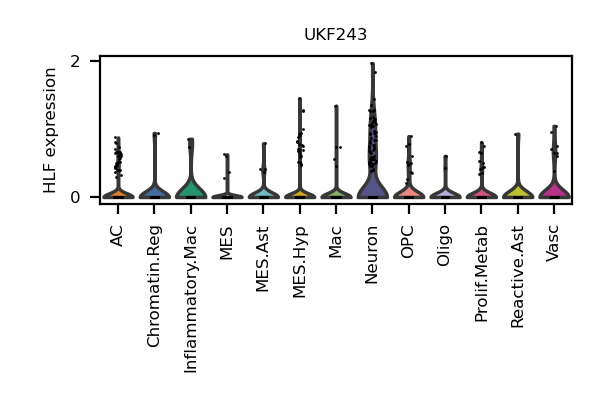 UKF243
HLF expression
2
0
AC
Chromatin.Reg
Inflammatory.Mac
MES
MES.Ast
MES.Hyp
Mac
Neuron
OPC
Oligo
Prolif.Metab
Reactive.Ast
Vasc